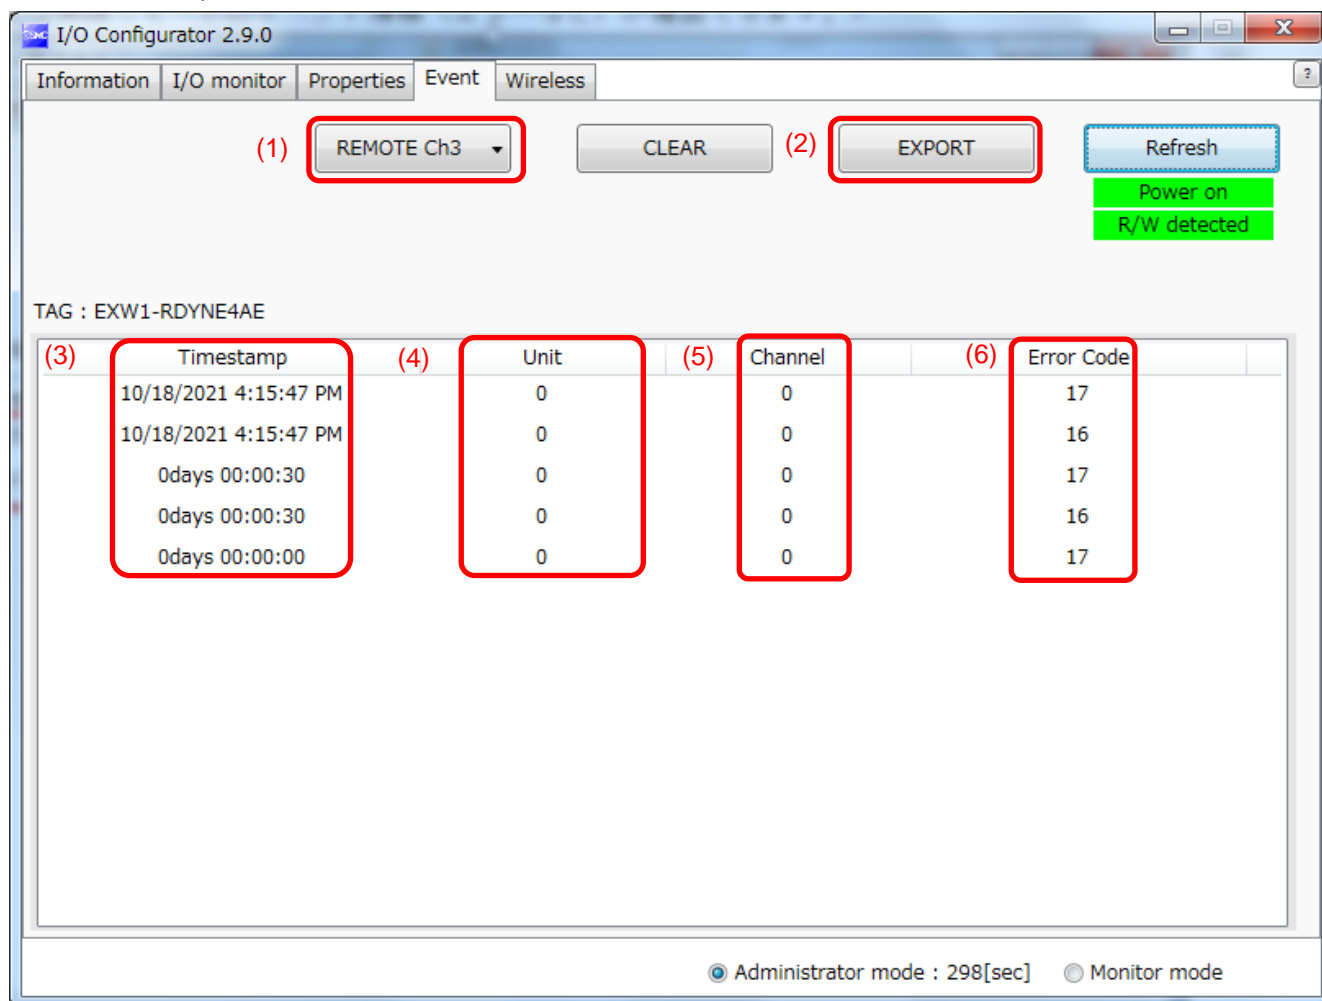 SMC I/O Configurator 2.9.0
Information I/O monitor Properties Event Wireless ?
(1) REMOTE Ch3 CLEAR (2) EXPORT Refresh
Power on
R/W detected
TAG : EXW1-RDYNE4AE
(3) Timestamp (4) Unit (5) Channel (6) Error Code
10/18/2021 4:15:47 PM 0 0 17
10/18/2021 4:15:47 PM 0 0 16
0days 00:00:30 0 0 17
0days 00:00:30 0 0 16
0days 00:00:00 0 0 17
Administrator mode : 298[sec] Monitor mode